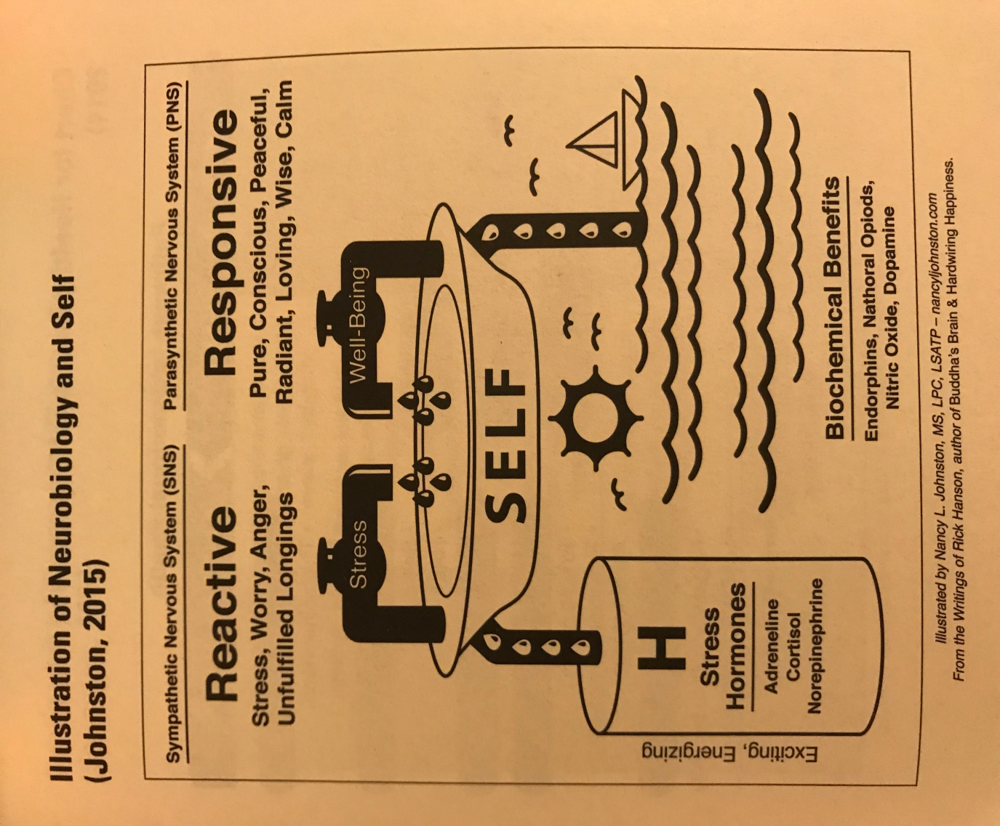 Illustration of Neurobiology and Self
(Johnston, 2015)
Sympathetic Nervous System (SNS)
Reactive
Stress, Worry, Anger,
Unfulfilled Longings
Parasynthetic Nervous System (PNS)
Responsive
Pure, Conscious, Peaceful,
Radiant, Loving, Wise, Calm
Stress
Well-Being
SELF
Exciting, Energizing
H
Stress
Hormones
Adreneline
Cortisol
Norepinephrine
Biochemical Benefits
Endorphins, Nathoral Opiods,
Nitric Oxide, Dopamine
Illustrated by Nancy L. Johnston, MS, LPC, LSATP – nancyljohnston.com
From the Writings of Rick Hanson, author of Buddha's Brain & Hardwiring Happiness.